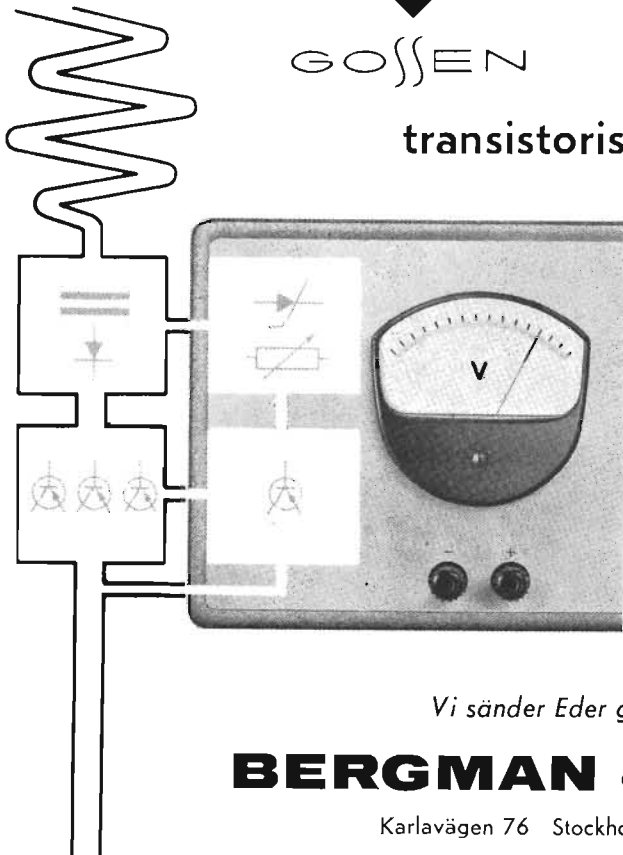 GOSSEN
transistoris
V
- +
Vi sänder Eder g
BERGMAN
Karlavägen 76 Stockho